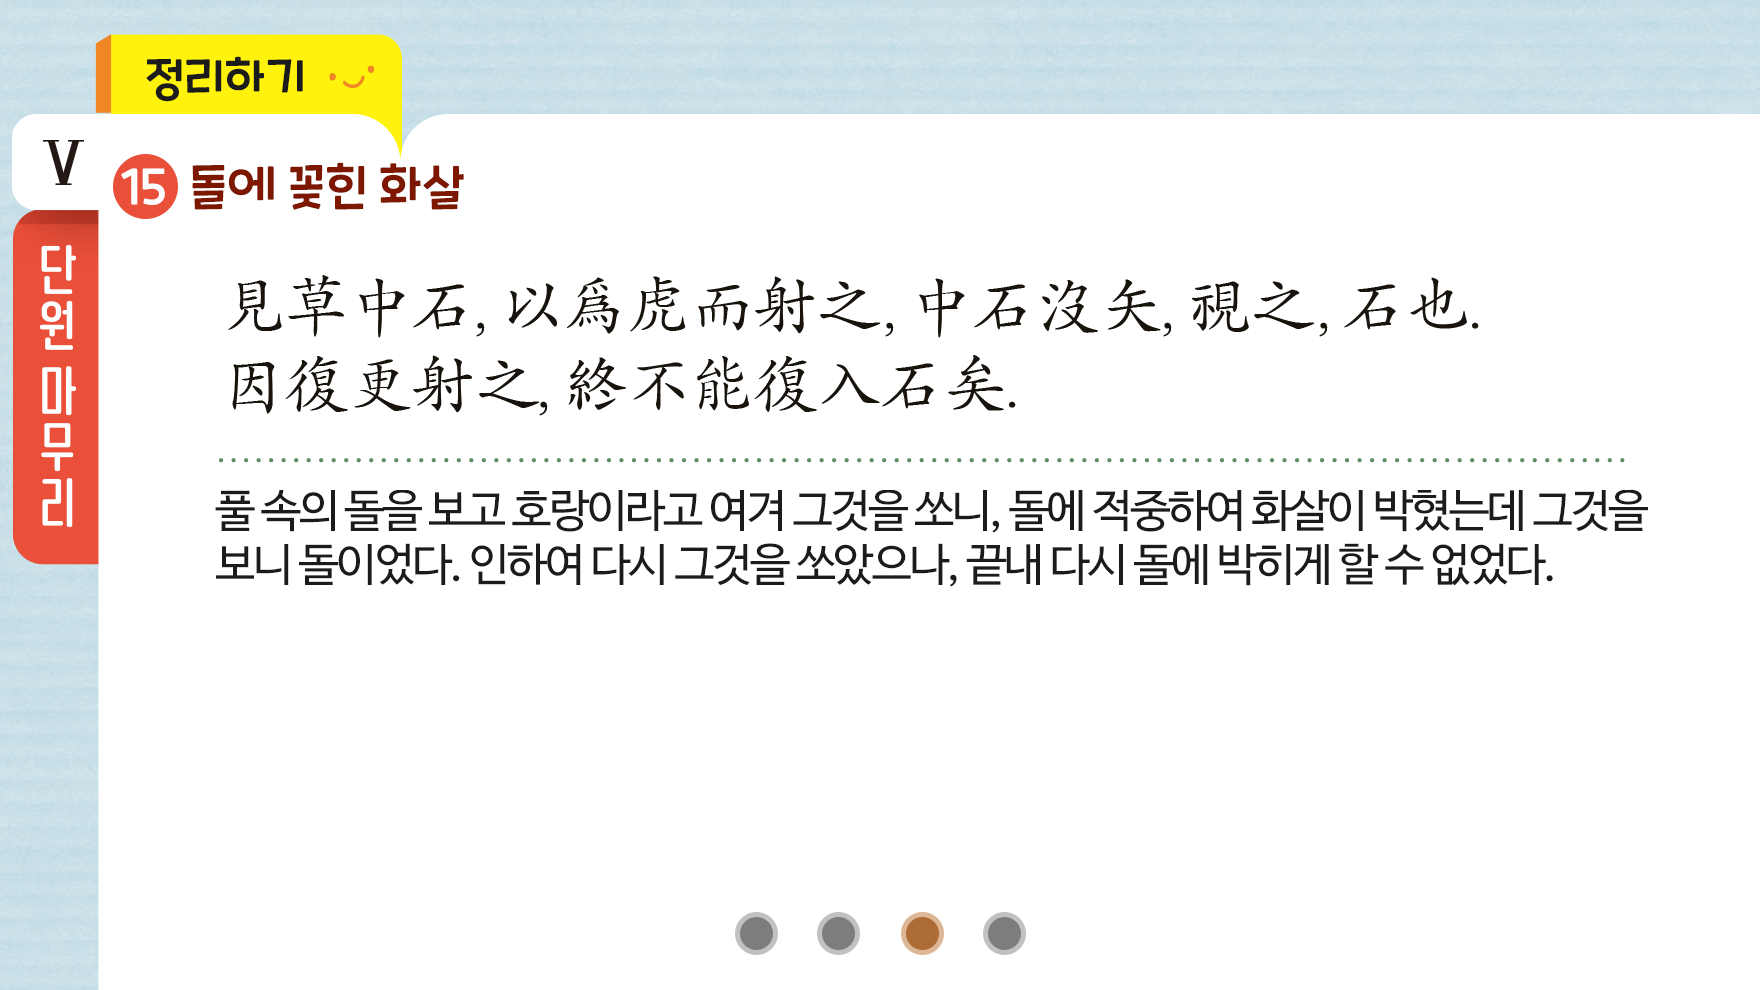 정리하기
V
단원 마무리
15 돌에 꽂힌 화살
見草中石, 以爲虎而射之, 中石沒矢, 視之, 石也.
因復更射之, 終不能復入石矣.
풀 속의 돌을 보고 호랑이라고 여겨 그것을 쏘니, 돌에 적중하여 화살이 박혔는데 그것을
보니 돌이었다. 인하여 다시 그것을 쏘았으나, 끝내 다시 돌에 박히게 할 수 없었다.